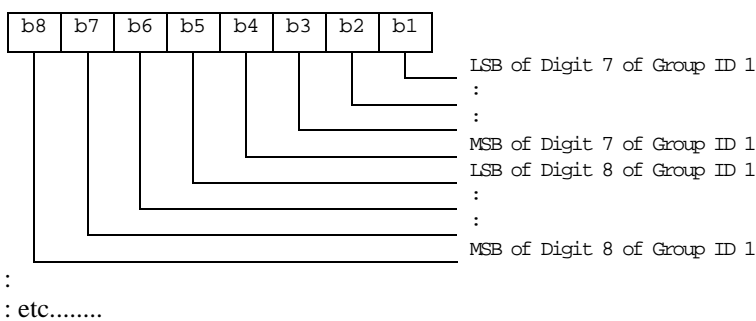 b8 b7 b6 b5 b4 b3 b2 b1
LSB of Digit 7 of Group ID 1
:
:
MSB of Digit 7 of Group ID 1
LSB of Digit 8 of Group ID 1
:
:
MSB of Digit 8 of Group ID 1
:
: etc........